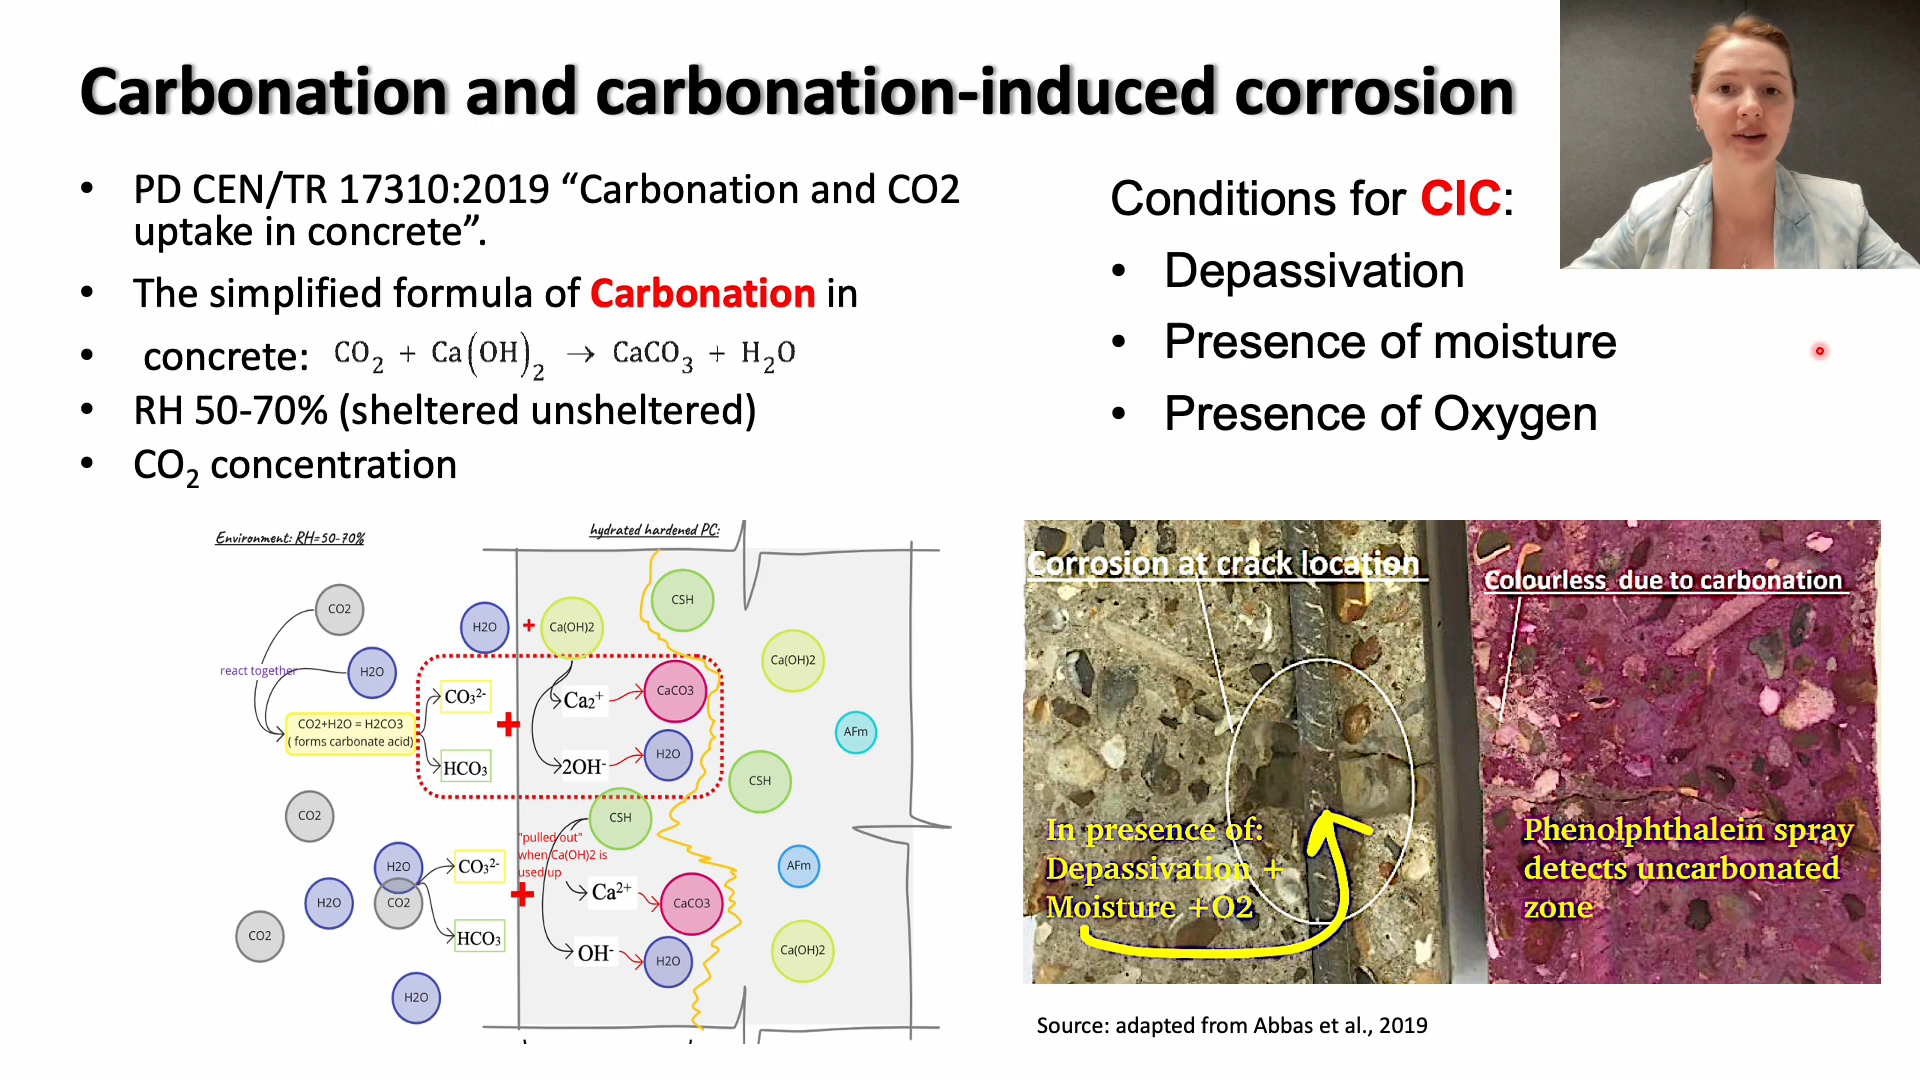 Carbonation and carbonation-induced corrosion
• PD CEN/TR 17310:2019 “Carbonation and CO2
uptake in concrete”.
• The simplified formula of Carbonation in
• concrete: CO2 + Ca(OH)2 → CaCO3 + H2O
• RH 50-70% (sheltered unsheltered)
• CO2 concentration
Conditions for CIC:
• Depassivation
• Presence of moisture
• Presence of Oxygen
Environment: RH=50-70%
hydrated hardened PC:
CO2
H2O
+
Ca(OH)2
CSH
react together
H2O
CO3²⁻
Ca2⁺
CaCO3
Ca(OH)2
CO2+H2O = H2CO3
( forms carbonate acid)
+
HCO3
2OH⁻
H2O
AFm
CSH
CO2
CSH
"pulled out"
when Ca(OH)2 is
used up
H2O
CO3²⁻
+
Ca²⁺
CaCO3
AFm
H2O
CO2
CO2
HCO3
OH⁻
H2O
Ca(OH)2
H2O
Corrosion at crack location
In presence of:
Depassivation +
Moisture +O2
Colourless due to carbonation
Phenolphthalein spray
detects uncarbonated
zone
Source: adapted from Abbas et al., 2019